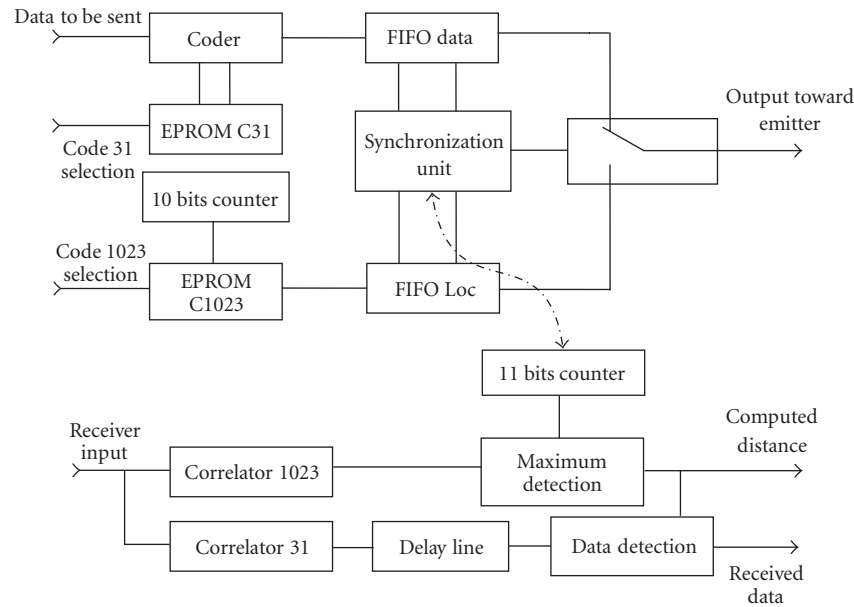 Data to be sent
Coder
FIFO data
Output toward
emitter
EPROM C31
Synchronization
unit
Code 31
selection
10 bits counter
Code 1023
selection
EPROM
C1023
FIFO Loc
11 bits counter
Receiver
input
Computed
distance
Correlator 1023
Maximum
detection
Correlator 31
Delay line
Data detection
Received
data